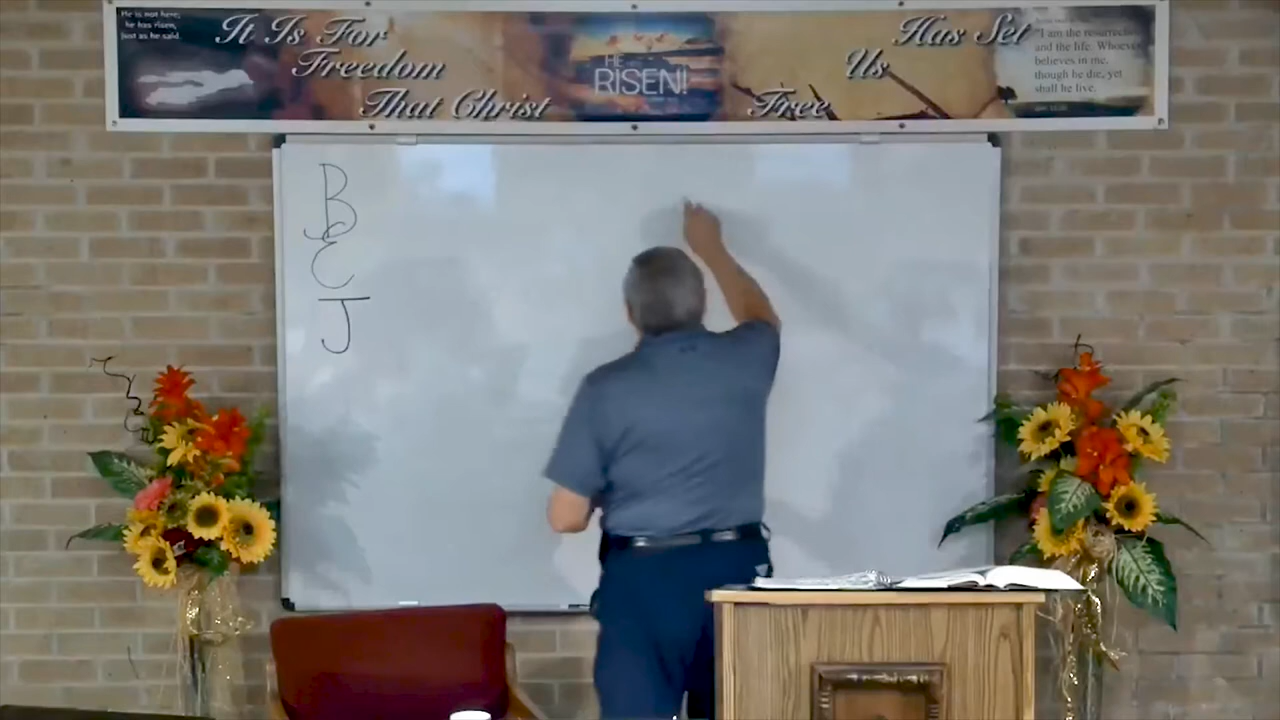 He is not here;
he has risen,
just as he said.
It Is For
Freedom
That Christ
HE
RISEN!
Has Set
Us
Free
"I am the resurrec
and the life. Whoever
believes in me,
though he die, yet
shall he live.
B
E
J